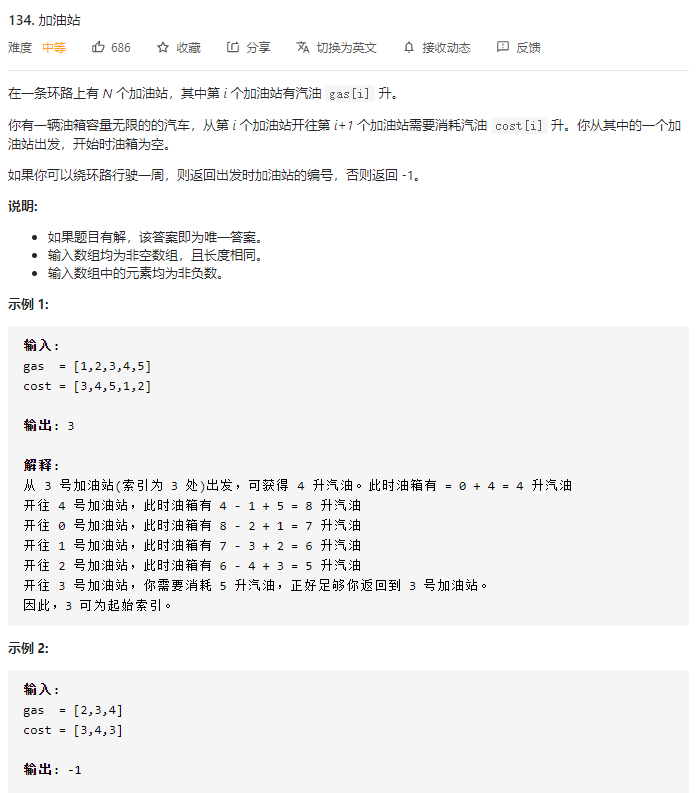 134. 加油站
难度 中等 686 收藏 分享 切换为英文 接收动态 反馈
在一条环路上有 N 个加油站，其中第 i 个加油站有汽油 gas[i] 升。
你有一辆油箱容量无限的的汽车，从第 i 个加油站开往第 i+1 个加油站需要消耗汽油 cost[i] 升。你从其中的一个加
油站出发，开始时油箱为空。
如果你可以绕环路行驶一周，则返回出发时加油站的编号，否则返回 -1。
说明:
• 如果题目有解，该答案即为唯一答案。
• 输入数组均为非空数组，且长度相同。
• 输入数组中的元素均为非负数。
示例 1:
输入:
gas  = [1,2,3,4,5]
cost = [3,4,5,1,2]
输出: 3
解释:
从 3 号加油站(索引为 3 处)出发，可获得 4 升汽油。此时油箱有 = 0 + 4 = 4 升汽油
开往 4 号加油站，此时油箱有 4 - 1 + 5 = 8 升汽油
开往 0 号加油站，此时油箱有 8 - 2 + 1 = 7 升汽油
开往 1 号加油站，此时油箱有 7 - 3 + 2 = 6 升汽油
开往 2 号加油站，此时油箱有 6 - 4 + 3 = 5 升汽油
开往 3 号加油站，你需要消耗 5 升汽油，正好足够你返回到 3 号加油站。
因此，3 可为起始索引。
示例 2:
输入:
gas  = [2,3,4]
cost = [3,4,3]
输出: -1